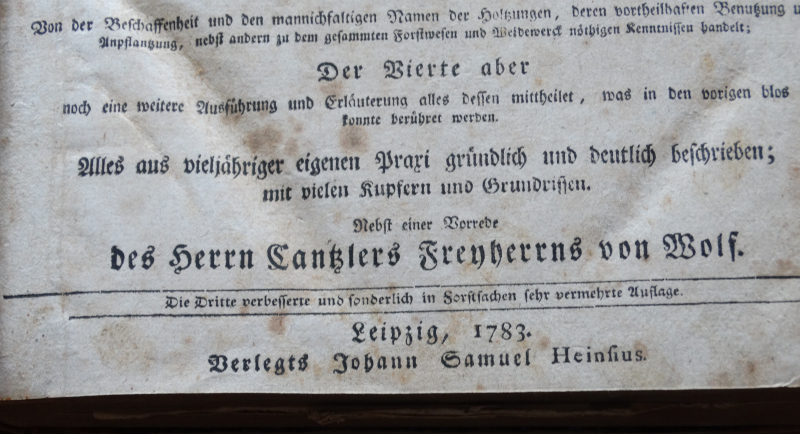 Von der Beschaffenheit und den mannichfaltigen Namen der Holtzungen, deren vortheilhaften Benutzung u
Anpflantzung, nebst andern zu dem gesammten Forstwesen und Weidewerck nöthigen Kenntnissen handelt;
Der Vierte aber
noch eine weitere Ausführung und Erläuterung alles dessen mittheilet, was in den vorigen blos
konnte berühret werden.
Alles aus vieljähriger eigenen Praxi gründlich und deutlich beschrieben;
mit vielen Kupfern und Grundrissen.
Nebst einer Vorrede
des Herrn Cantzlers Freyherrns von Wolf.
Die Dritte verbesserte und sonderlich in Forstsachen sehr vermehrte Auflage.
Leipzig, 1783.
Verlegts Johann Samuel Heinsius.